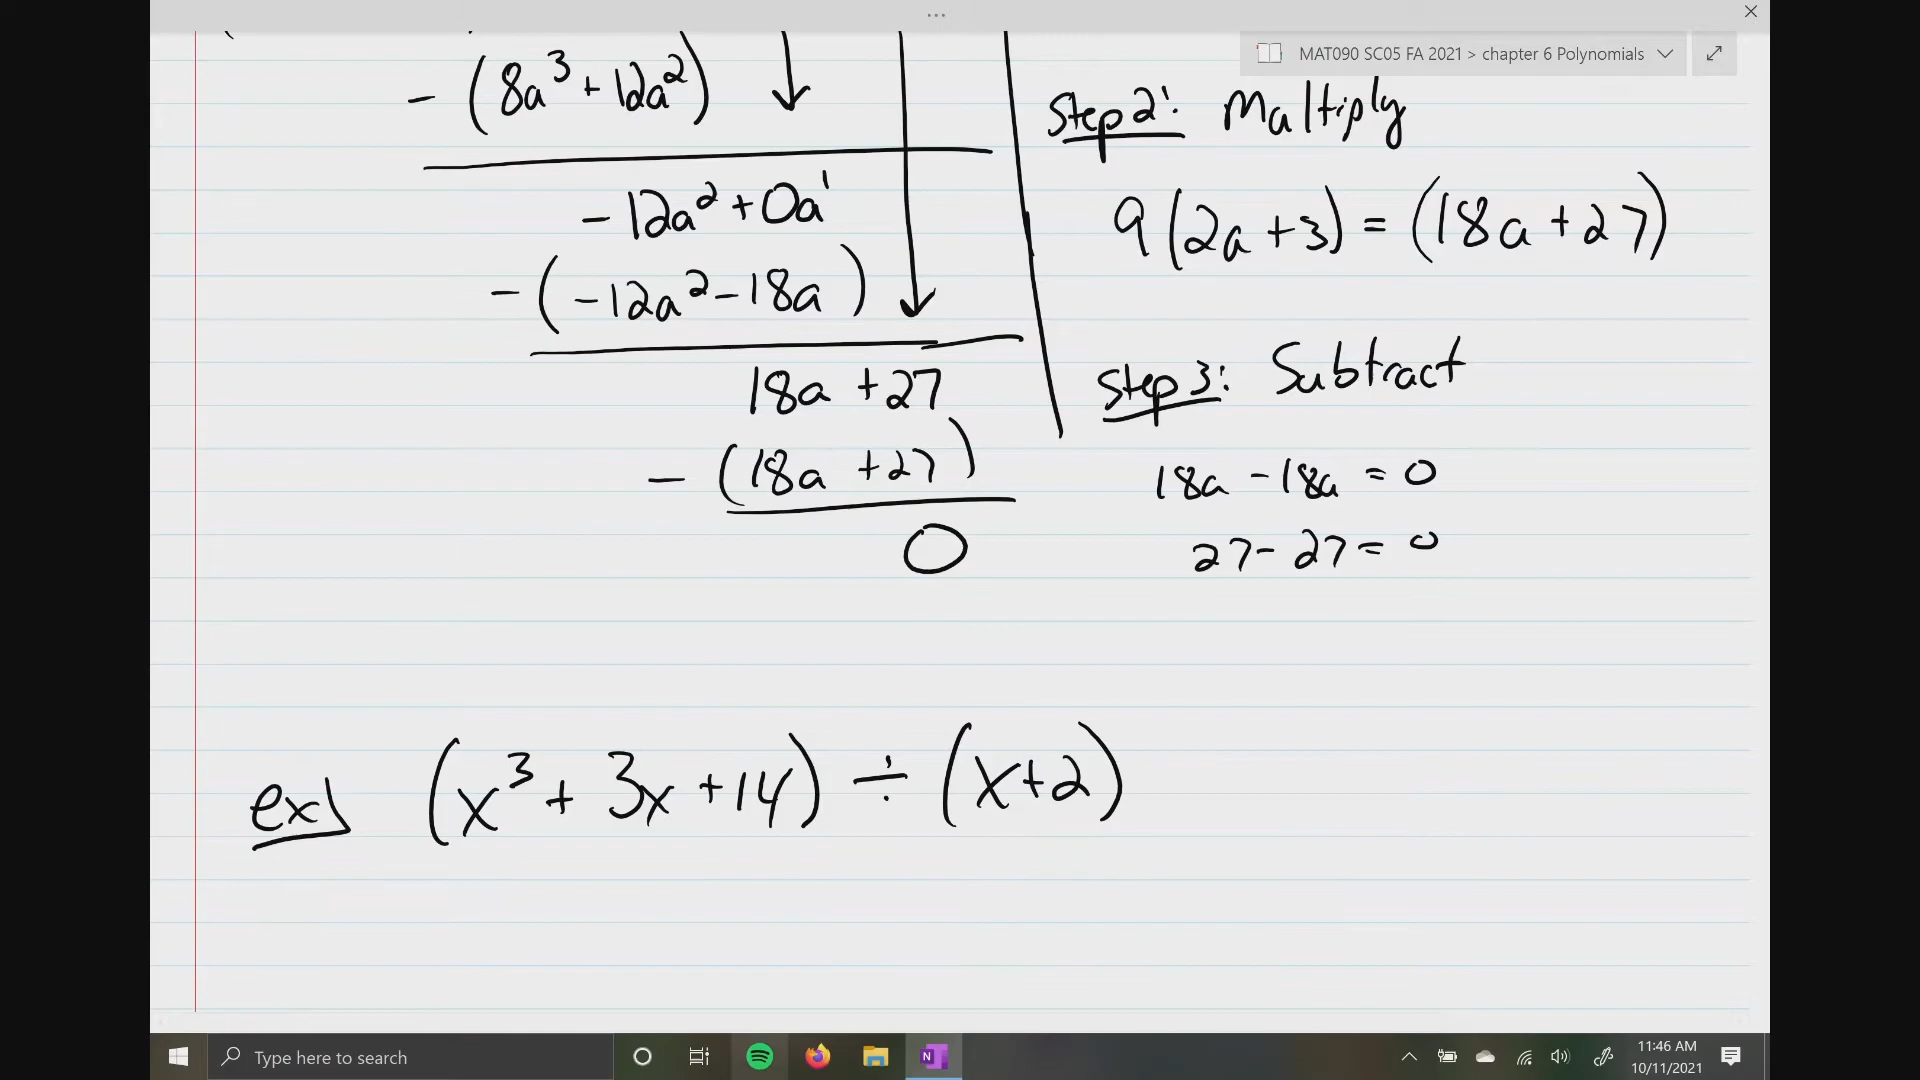 MAT090 SC05 FA 2021 > chapter 6 Polynomials
- (8a³ + 12a²)
- 12a² + 0a¹
- (-12a² - 18a)
18a + 27
- (18a + 27)
0
Step 2: Multiply
9(2a + 3) = (18a + 27)
Step 3: Subtract
18a - 18a = 0
27 - 27 = 0
ex) (x³ + 3x + 14) ÷ (x + 2)
Type here to search
11:46 AM
10/11/2021